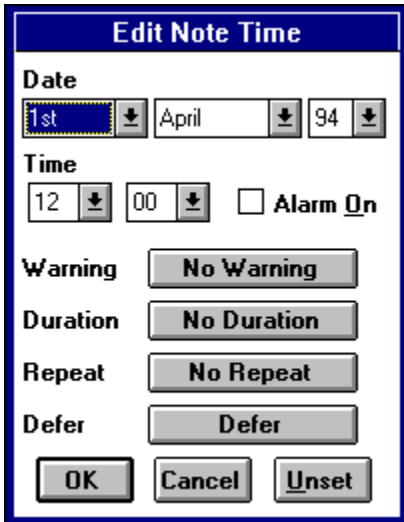 Edit Note Time
Date
1st April 94
Time
12 00 Alarm On
Warning No Warning
Duration No Duration
Repeat No Repeat
Defer Defer
OK Cancel Unset